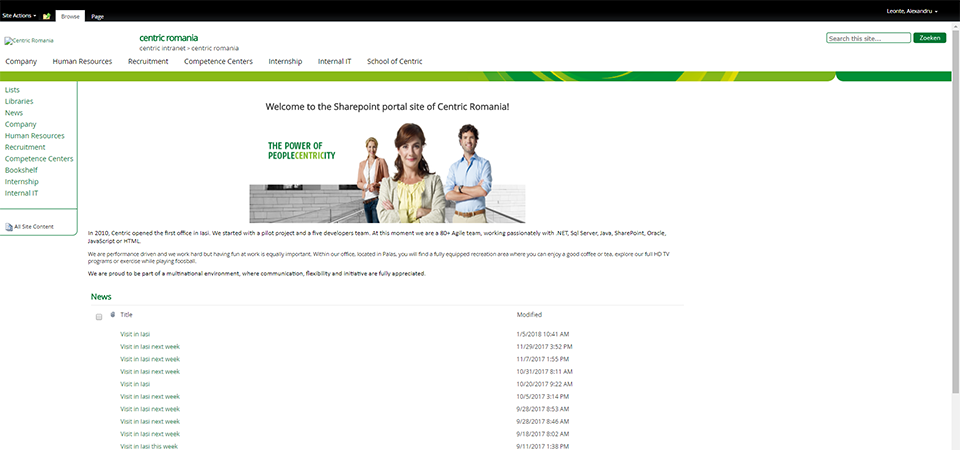 Site Actions
Browse
Page
Leonte, Alexandru
Centric Romania
centric romania
centric intranet › centric romania
Search this site...
Zoeken
Company Human Resources Recruitment Competence Centers Internship Internal IT School of Centric
Lists
Libraries
News
Company
Human Resources
Recruitment
Competence Centers
Bookshelf
Internship
Internal IT
All Site Content
Welcome to the Sharepoint portal site of Centric Romania!
THE POWER OF
PEOPLECENTRICITY
In 2010, Centric opened the first office in Iasi. We started with a pilot project and a five developers team. At this moment we are a 80+ Agile team, working passionately with .NET, Sql Server, Java, SharePoint, Oracle,
JavaScript or HTML.
We are performance driven and we work hard but having fun at work is equally important. Within our office, located in Palas, you will find a fully equipped recreation area where you can enjoy a good coffee or tea, explore our full HD TV
programs or exercise while playing foosball.
We are proud to be part of a multinational environment, where communication, flexibility and initiative are fully appreciated.
News
Title Modified
Visit in Iasi 1/5/2018 10:41 AM
Visit in Iasi next week 11/29/2017 3:52 PM
Visit in Iasi next week 11/7/2017 1:55 PM
Visit in Iasi next week 10/31/2017 8:11 AM
Visit in Iasi 10/20/2017 9:22 AM
Visit in Iasi next week 10/5/2017 3:14 PM
Visit in Iasi next week 9/28/2017 8:53 AM
Visit in Iasi next week 9/28/2017 8:46 AM
Visit in Iasi next week 9/18/2017 8:02 AM
Visit in Iasi this week 9/11/2017 1:38 PM